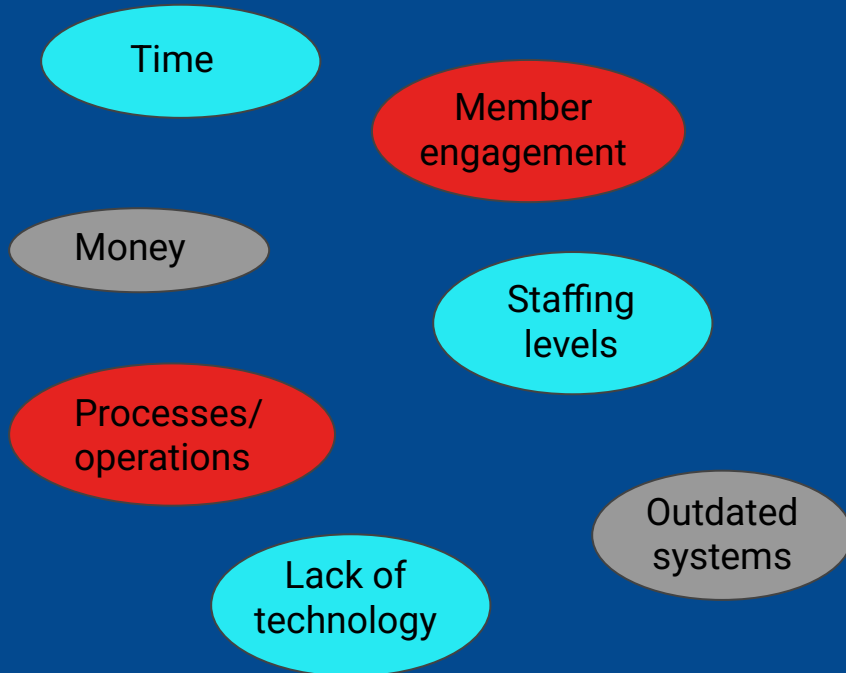 Time
Member
engagement
Money
Staffing
levels
Processes/
operations
Outdated
systems
Lack of
technology